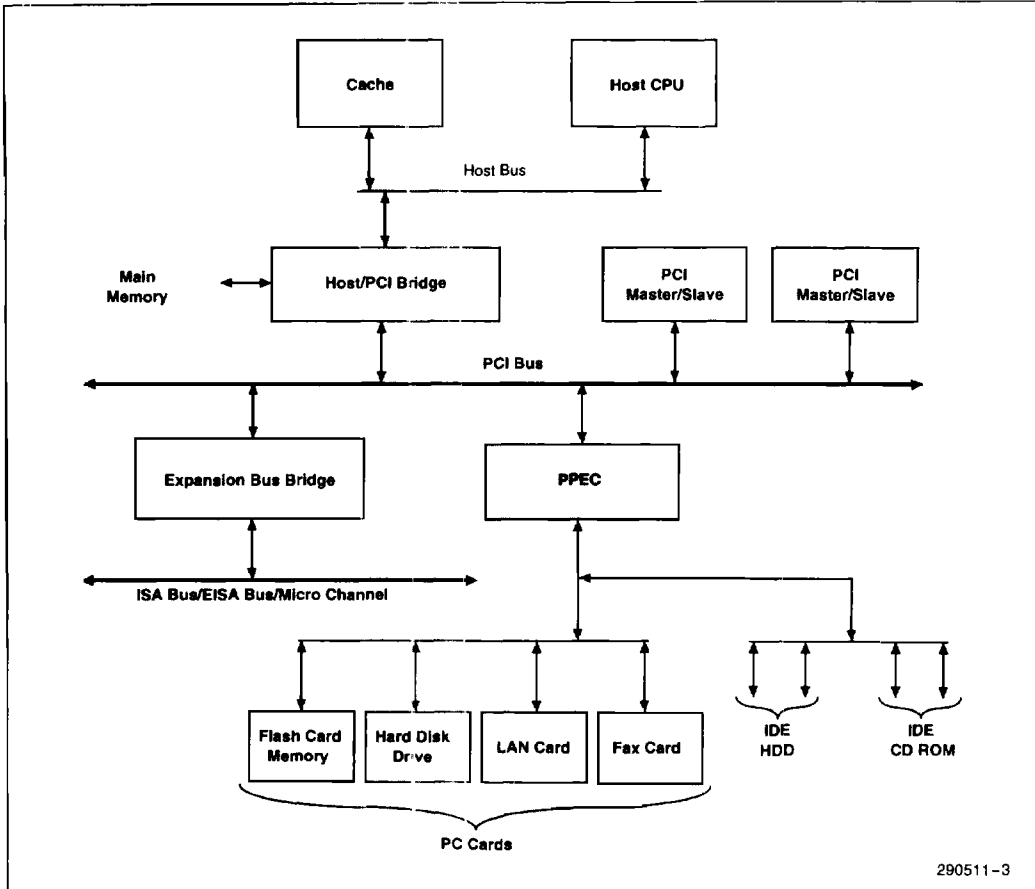 Cache
Host CPU
Host Bus
Main
Memory
Host/PCI Bridge
PCI
Master/Slave
PCI
Master/Slave
PCI Bus
Expansion Bus Bridge
PPEC
ISA Bus/EISA Bus/Micro Channel
Flash Card
Memory
Hard Disk
Drive
LAN Card
Fax Card
IDE
HDD
IDE
CD ROM
PC Cards
290511-3